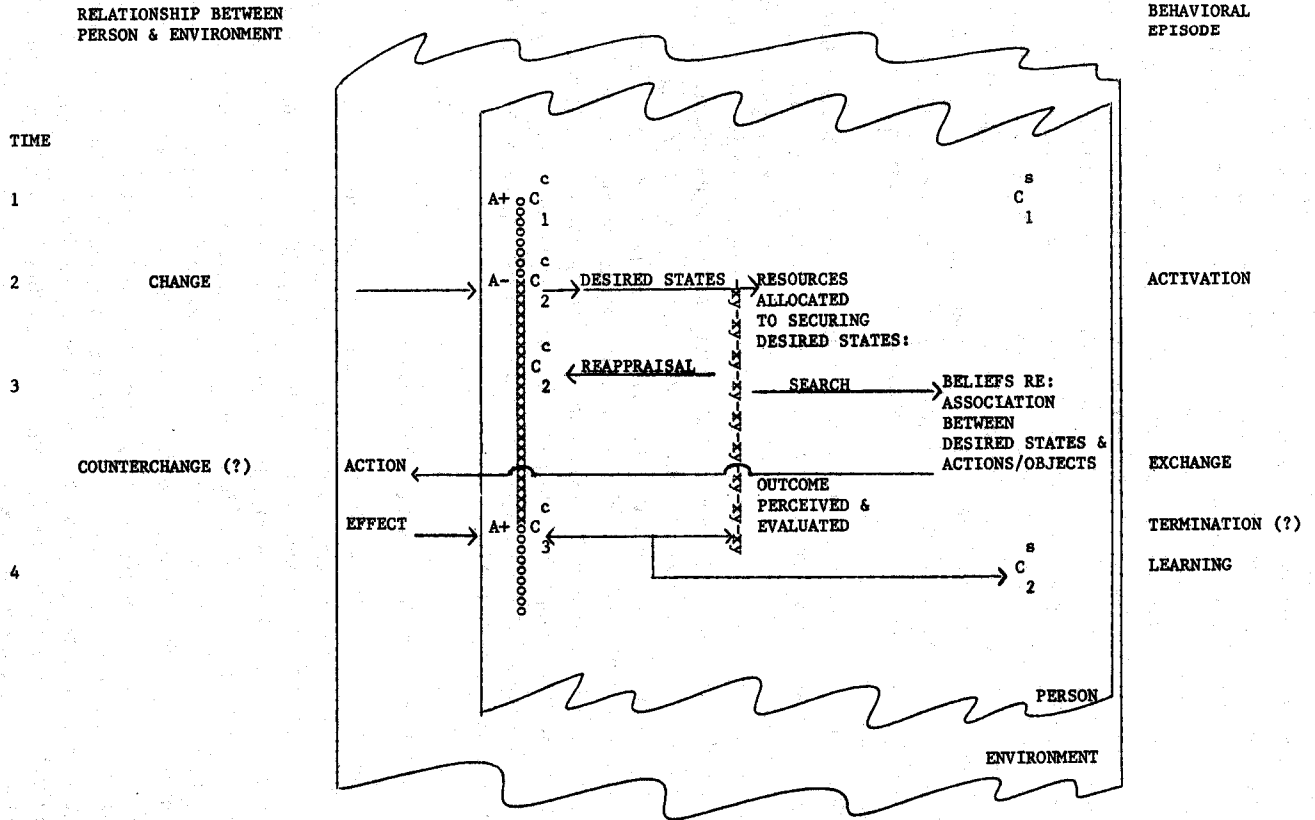 RELATIONSHIP BETWEEN
PERSON & ENVIRONMENT
BEHAVIORAL
EPISODE
TIME
1
A+
c
C
1
s
C
1
2
CHANGE
A-
c
C
2
DESIRED STATES
RESOURCES
ALLOCATED
TO SECURING
DESIRED STATES:
ACTIVATION
3
c
C
2
REAPPRAISAL
SEARCH
BELIEFS RE:
ASSOCIATION
BETWEEN
DESIRED STATES &
ACTIONS/OBJECTS
COUNTERCHANGE (?)
ACTION
EXCHANGE
OUTCOME
PERCEIVED &
EVALUATED
EFFECT
A+
c
C
3
TERMINATION (?)
4
s
C
2
LEARNING
PERSON
ENVIRONMENT